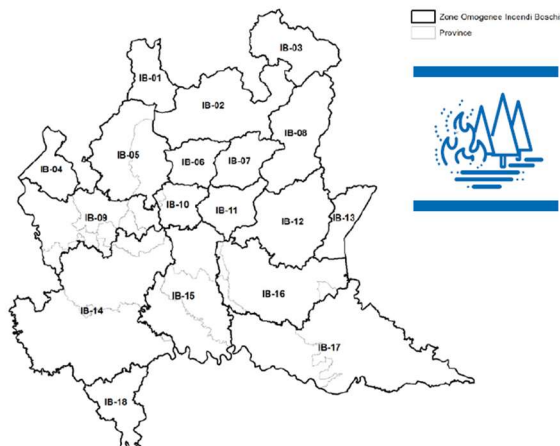 Zone Omogenee Incendi Boschi
Province
IB-03
IB-01
IB-02
IB-08
IB-05
IB-06
IB-07
IB-04
IB-10
IB-09
IB-11
IB-12
IB-13
IB-15
IB-16
IB-14
IB-17
IB-18